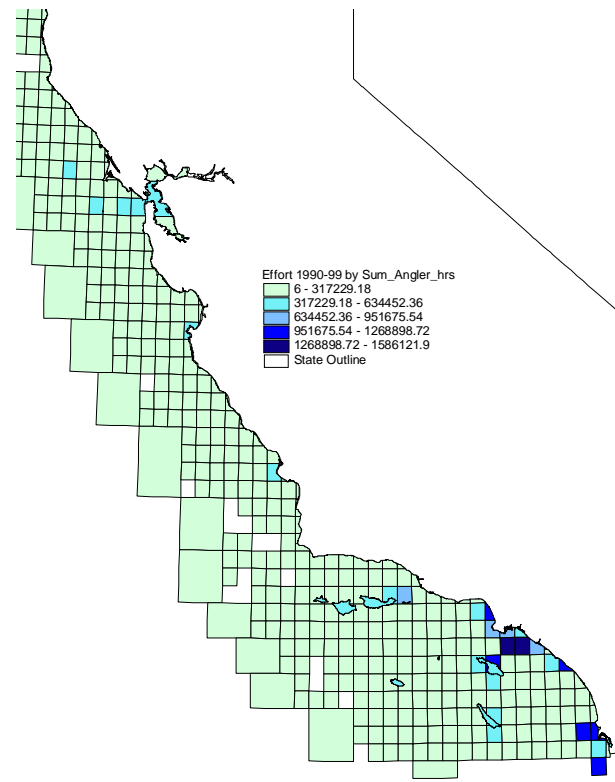 Effort 1990-99 by Sum_Angler_hrs
6 - 317229.18
317229.18 - 634452.36
634452.36 - 951675.54
951675.54 - 1268898.72
1268898.72 - 1586121.9
State Outline